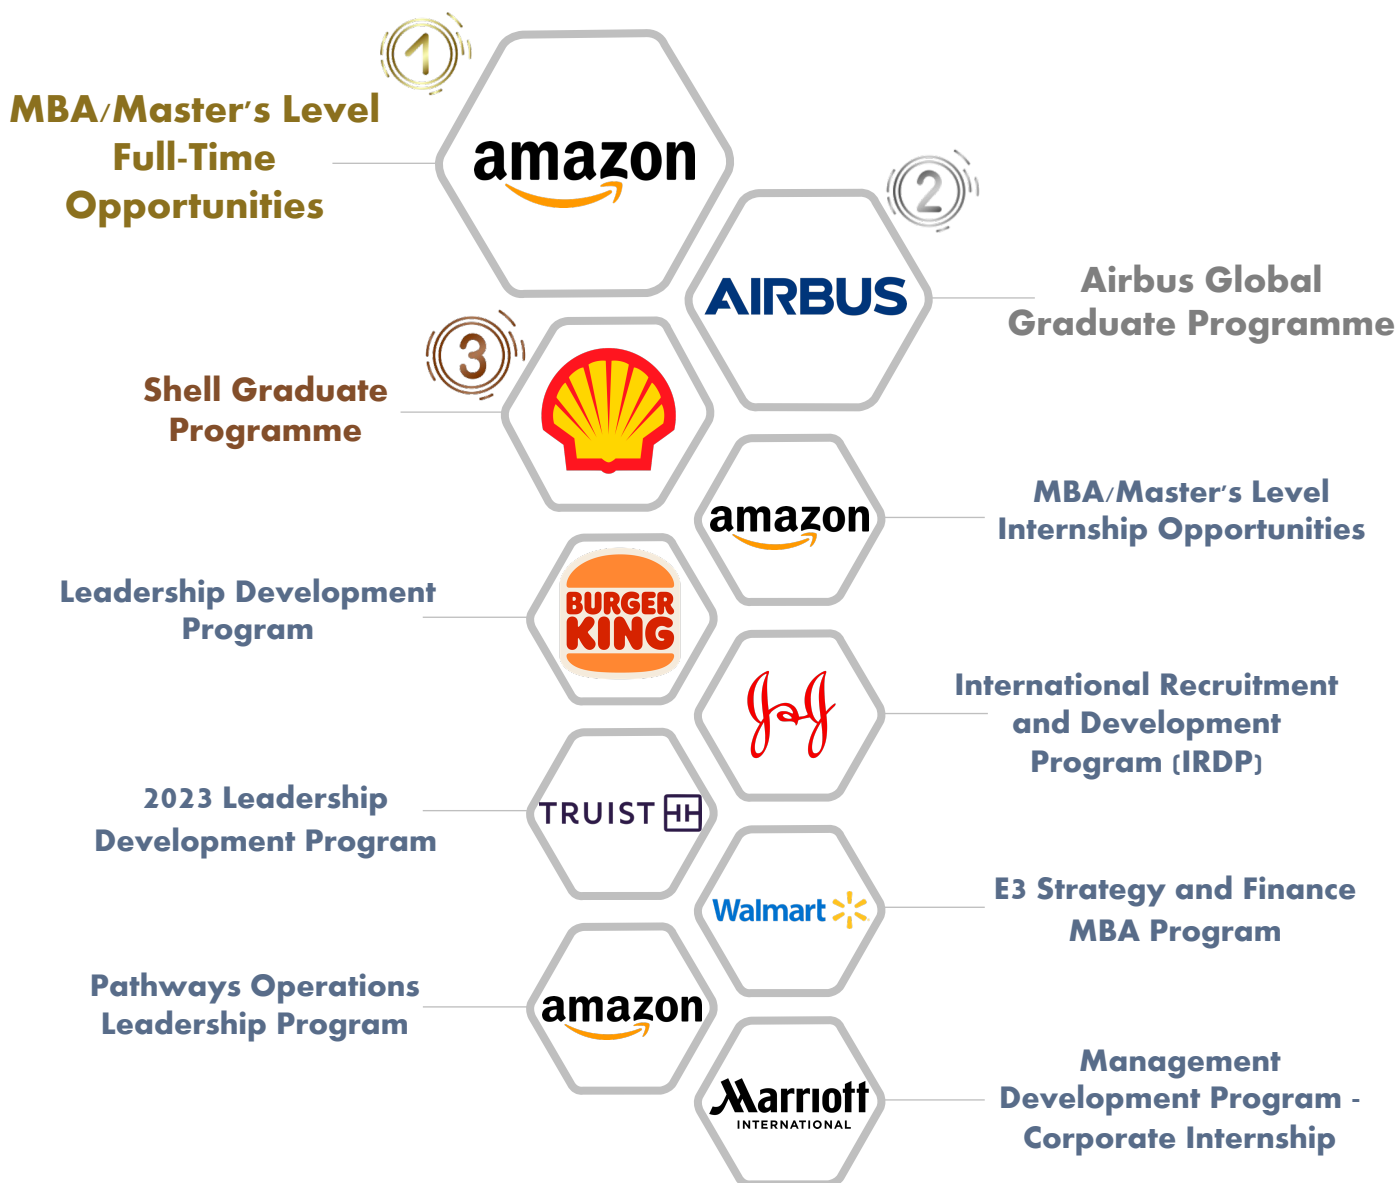 1
MBA/Master's Level
Full-Time
Opportunities
amazon
2
AIRBUS
Airbus Global
Graduate Programme
3
Shell Graduate
Programme
amazon
MBA/Master's Level
Internship Opportunities
Leadership Development
Program
BURGER
KING
J&J
International Recruitment
and Development
Program (IRDP)
2023 Leadership
Development Program
TRUIST
Walmart
E3 Strategy and Finance
MBA Program
Pathways Operations
Leadership Program
amazon
Marriott
INTERNATIONAL
Management
Development Program -
Corporate Internship